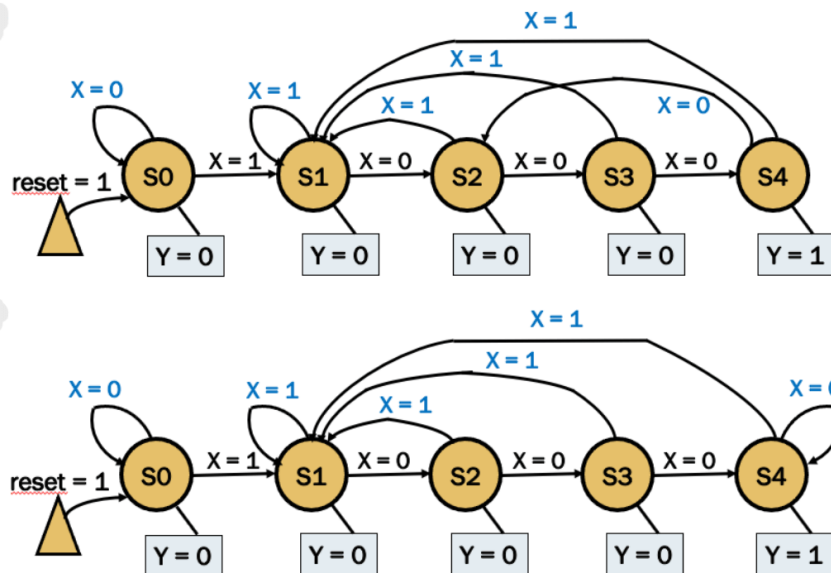 X = 1
X = 1
X = 0
X = 1
X = 1
X = 0
S0
X = 1
S1
X = 0
S2
X = 0
S3
X = 0
S4
reset = 1
Y = 0
Y = 0
Y = 0
Y = 0
Y = 1
X = 1
X = 1
X = 0
X = 1
X = 1
S0
X = 1
S1
X = 0
S2
X = 0
S3
X = 0
S4
reset = 1
Y = 0
Y = 0
Y = 0
Y = 0
Y = 1